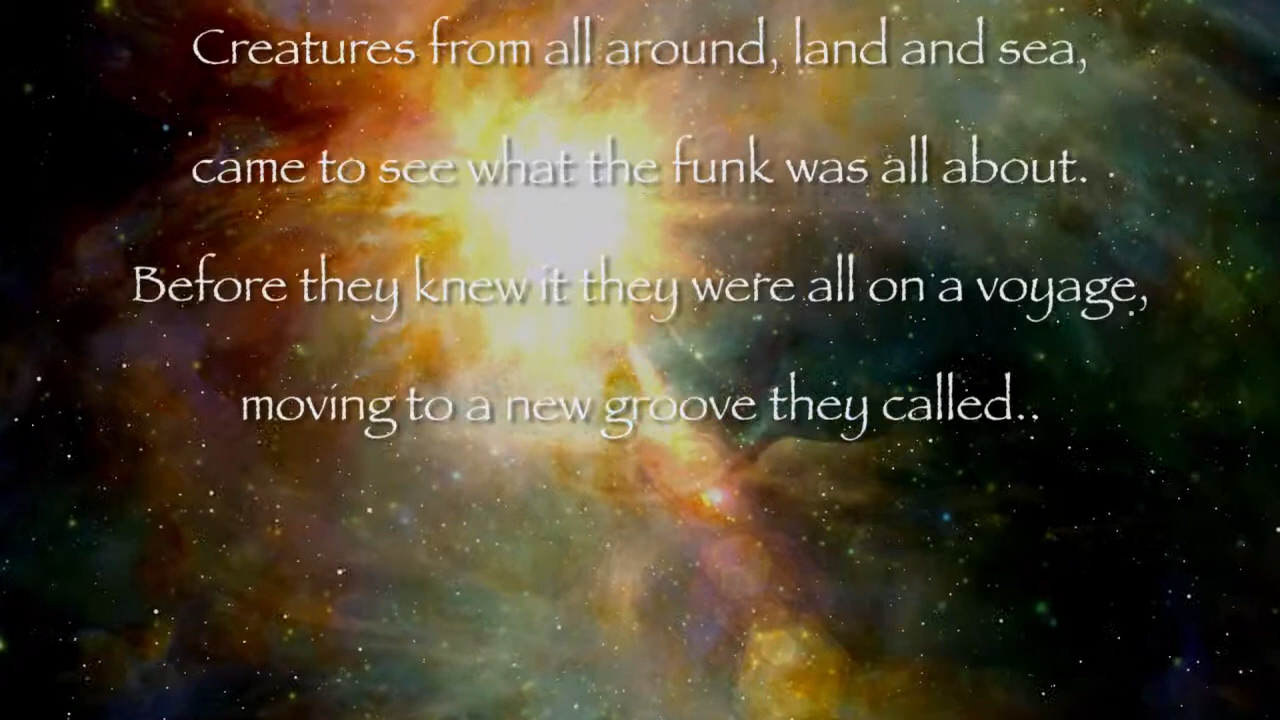 Creatures from all around, land and sea,
came to see what the funk was all about.
Before they knew it they were all on a voyage,
moving to a new groove they called..